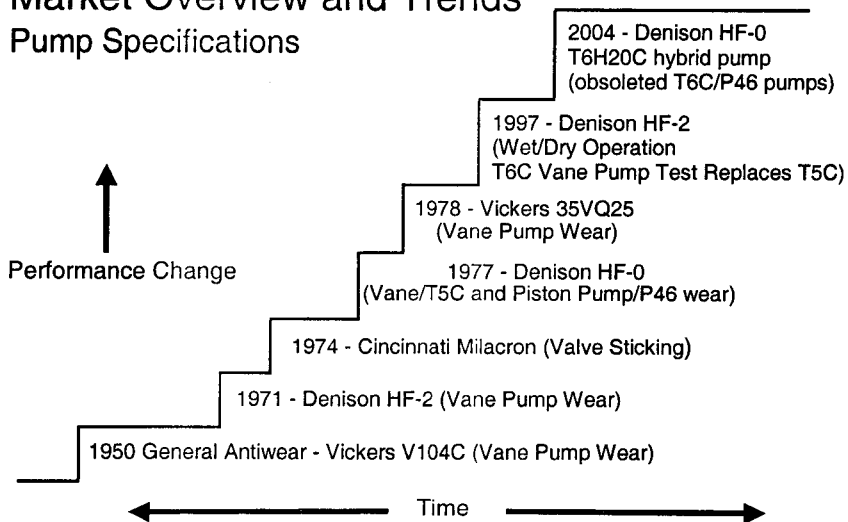 Market Overview and Trends
Pump Specifications
2004 - Denison HF-0
T6H20C hybrid pump
(obsoleted T6C/P46 pumps)
1997 - Denison HF-2
(Wet/Dry Operation
T6C Vane Pump Test Replaces T5C)
1978 - Vickers 35VQ25
(Vane Pump Wear)
Performance Change
1977 - Denison HF-0
(Vane/T5C and Piston Pump/P46 wear)
1974 - Cincinnati Milacron (Valve Sticking)
1971 - Denison HF-2 (Vane Pump Wear)
1950 General Antiwear - Vickers V104C (Vane Pump Wear)
Time